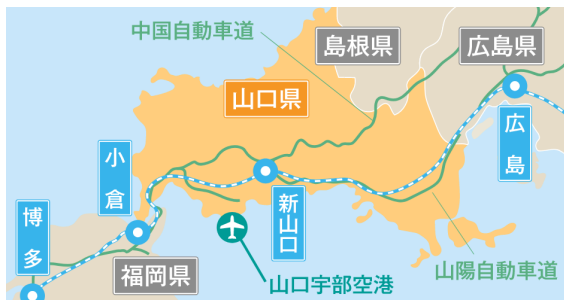 中国自動車道
島根県
広島県
山口県
広島
小倉
新山口
博多
福岡県
山口宇部空港
山陽自動車道